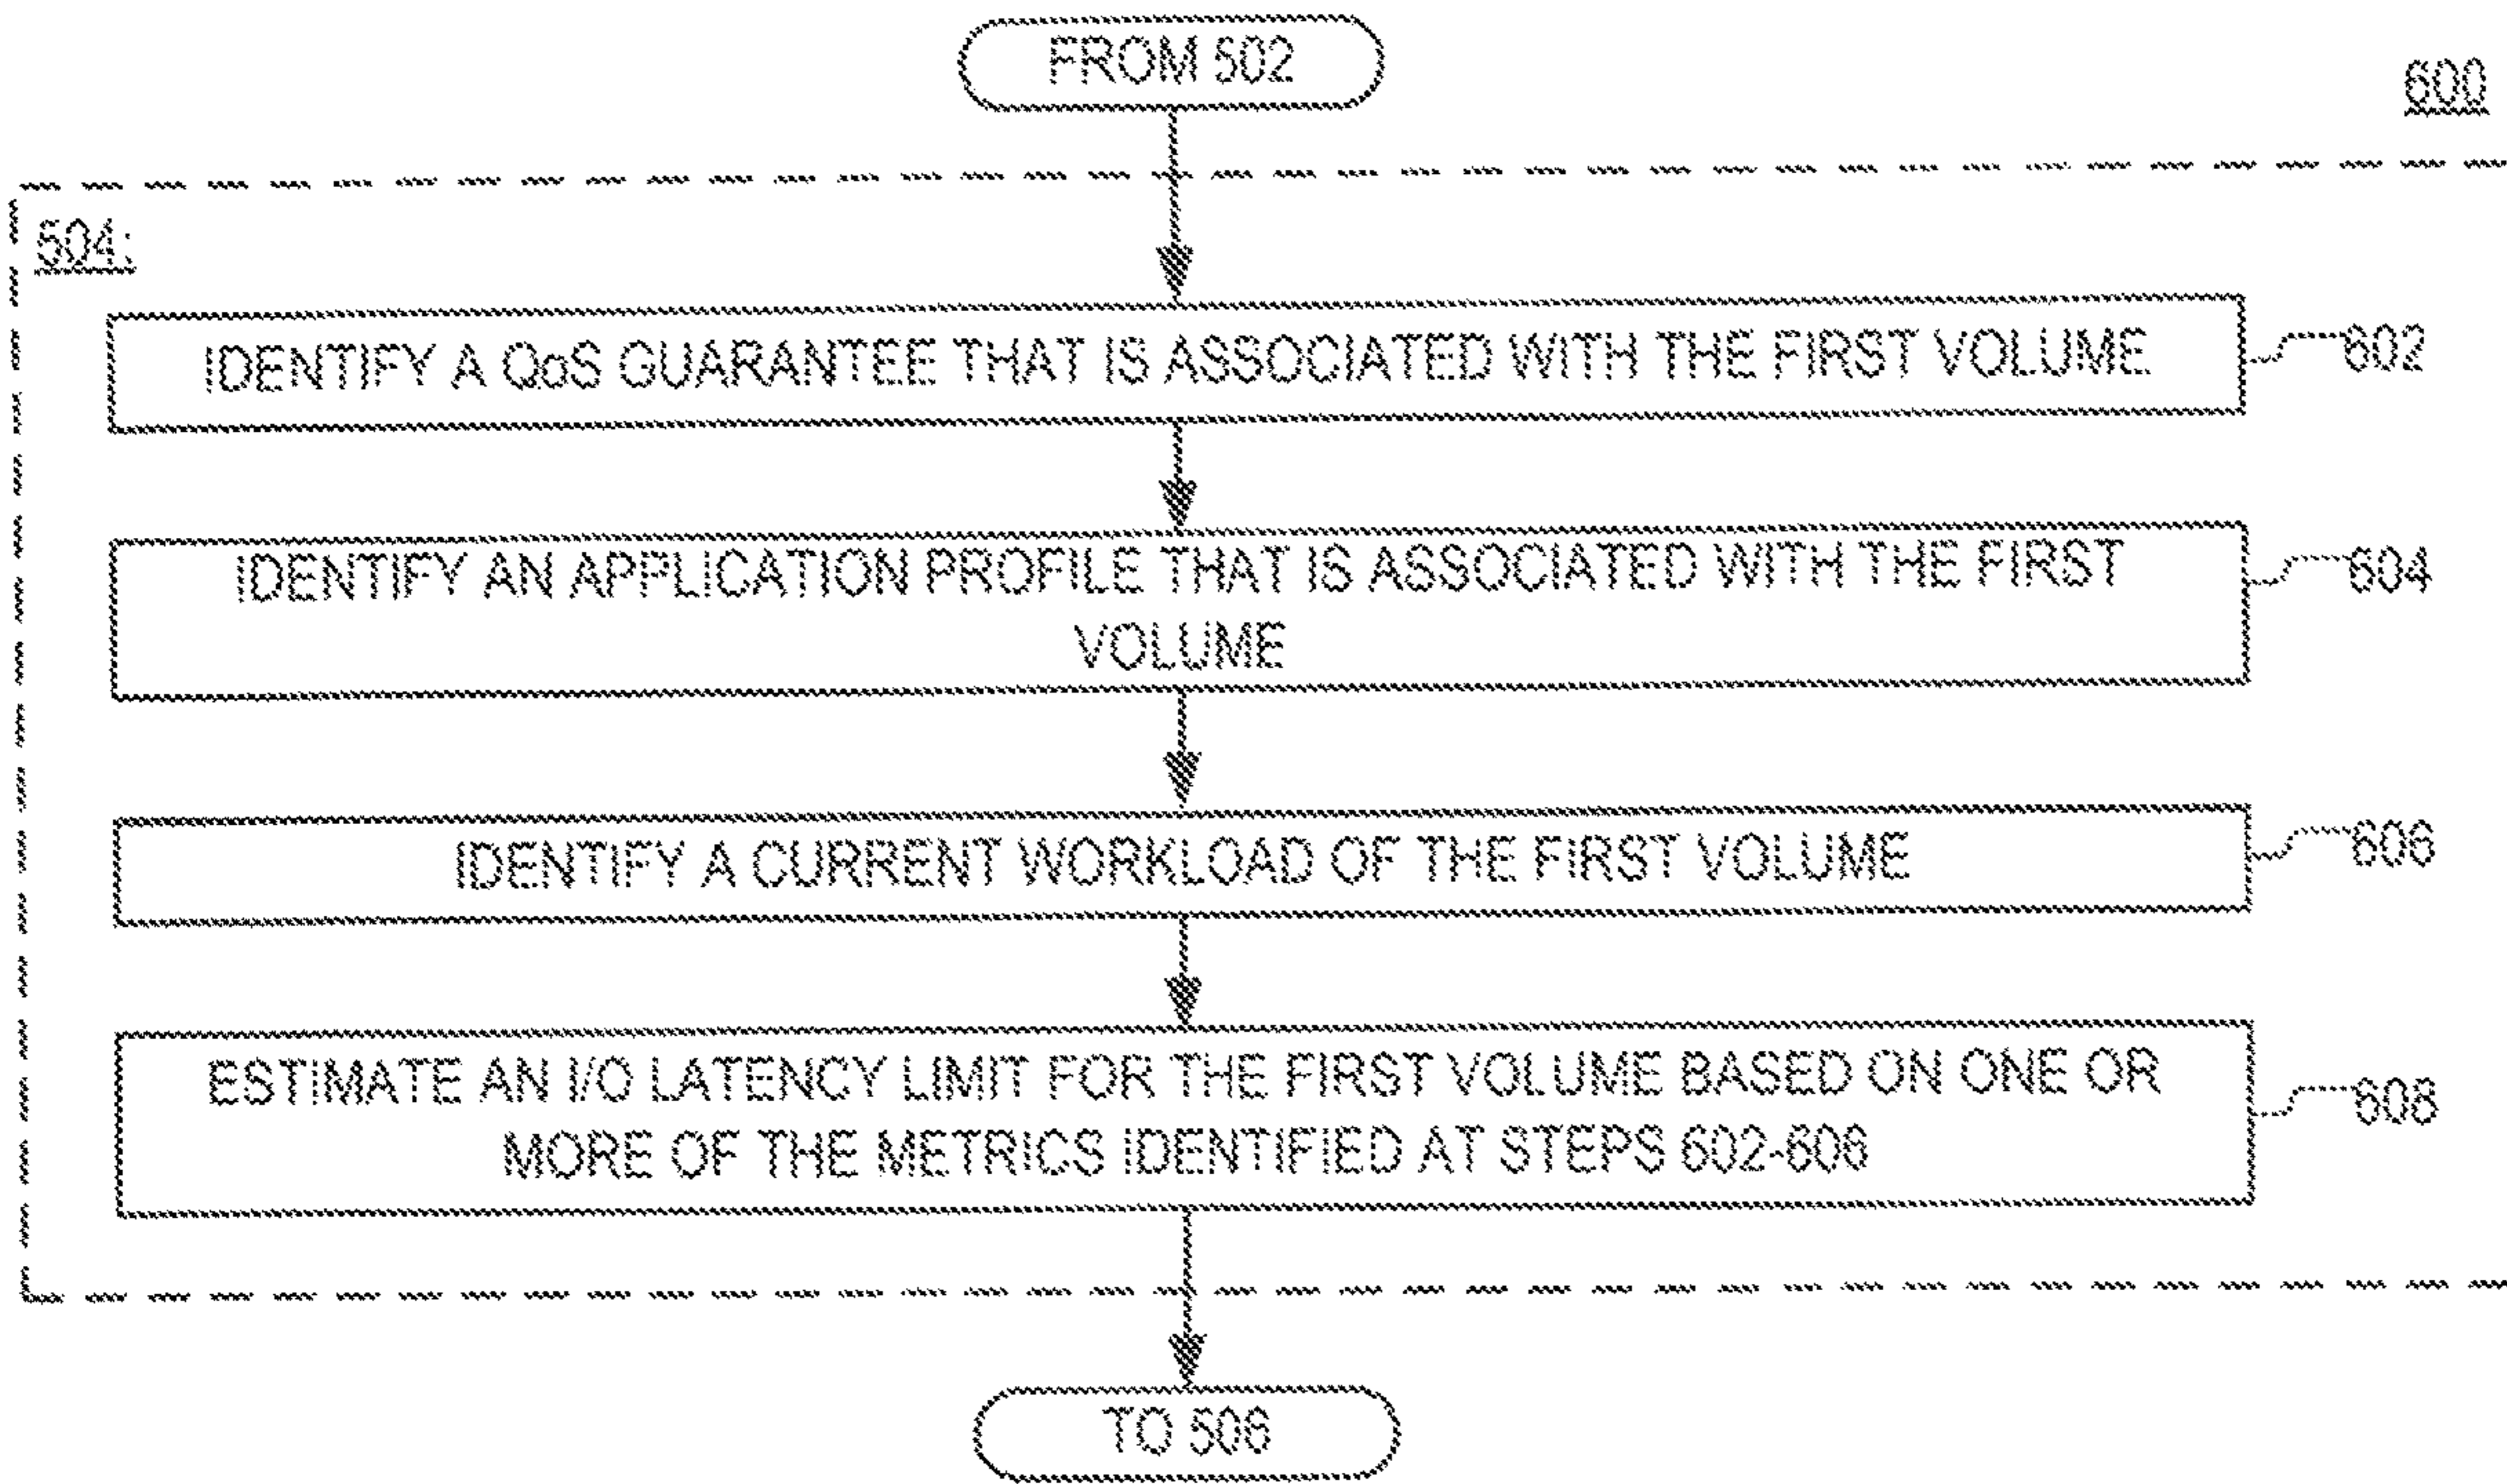 FROM 502
600
504:
IDENTIFY A QoS GUARANTEE THAT IS ASSOCIATED WITH THE FIRST VOLUME
602
IDENTIFY AN APPLICATION PROFILE THAT IS ASSOCIATED WITH THE FIRST
VOLUME
604
IDENTIFY A CURRENT WORKLOAD OF THE FIRST VOLUME
606
ESTIMATE AN I/O LATENCY LIMIT FOR THE FIRST VOLUME BASED ON ONE OR
MORE OF THE METRICS IDENTIFIED AT STEPS 602-606
608
TO 506